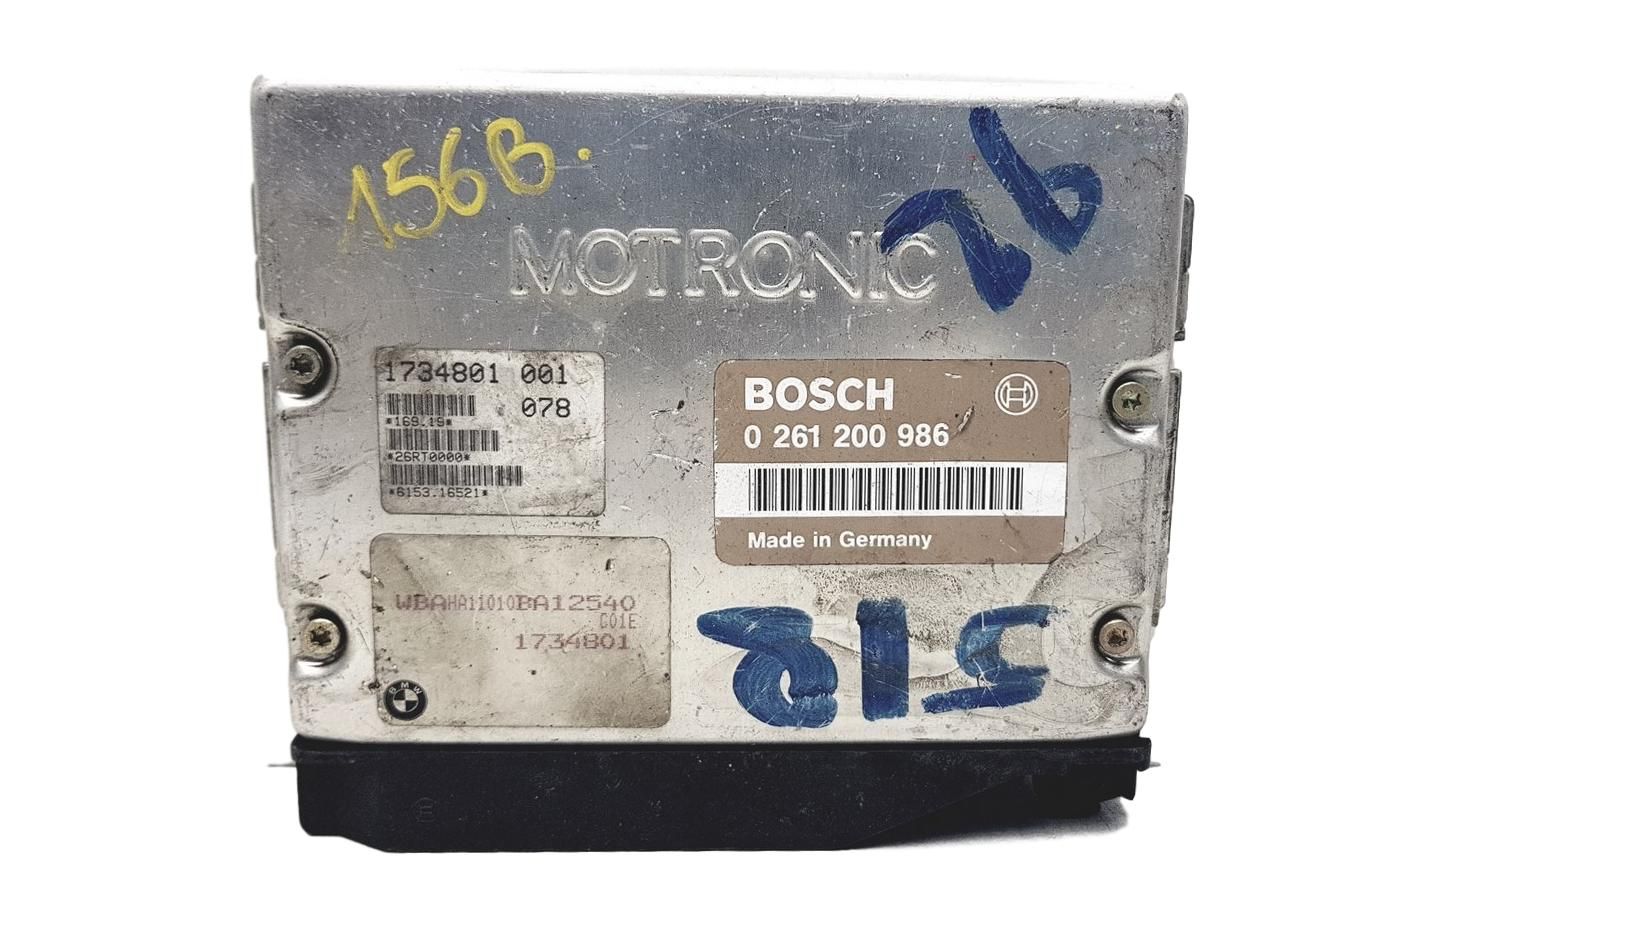 156B.
26
MOTRONIC
1734801 001
078
*169.19*
*26RT0000*
*6153.16521*
BOSCH
0 261 200 986
Made in Germany
WBAHA11010BA12540
C01E
1734801
BMW
518